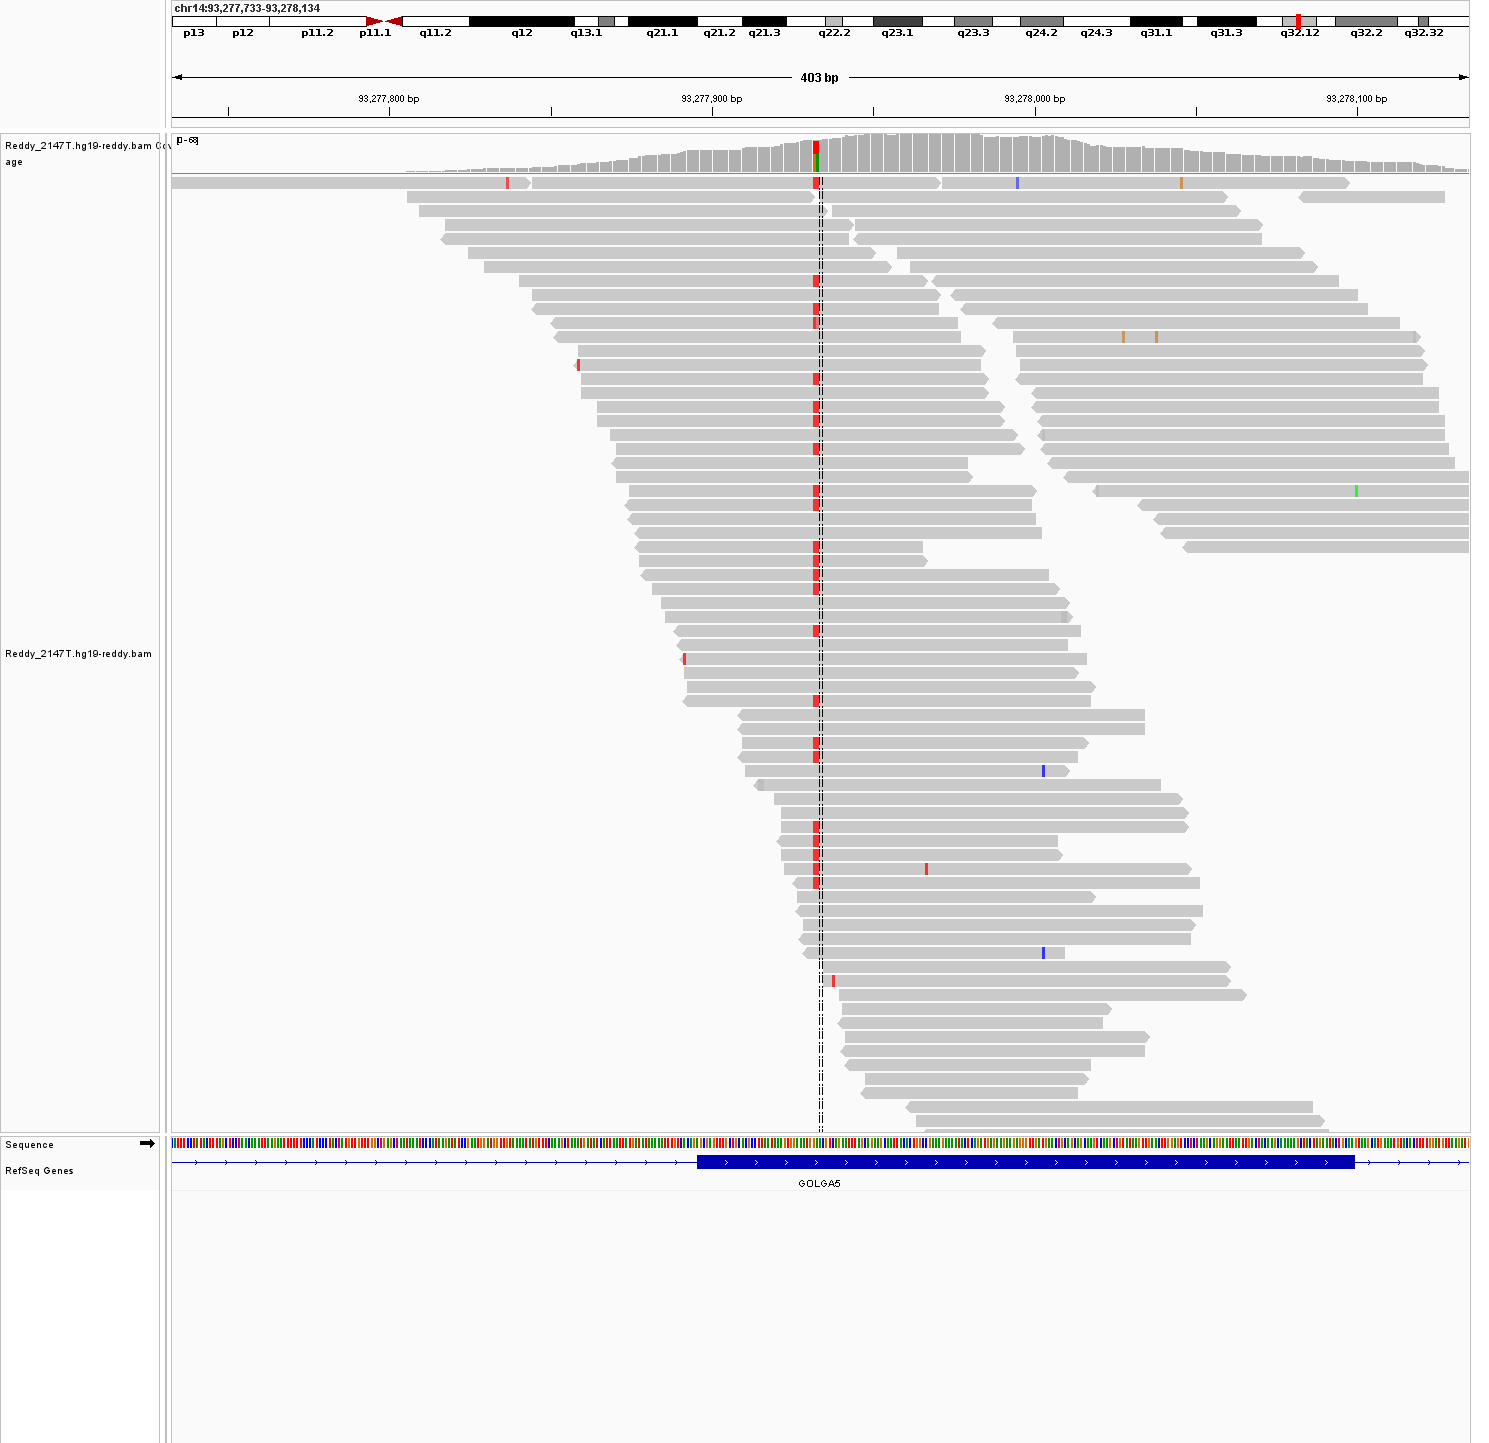 chr14:93,277,733-93,278,134
p13 p12 p11.2 p11.1 q11.2 q12 q13.1 q21.1 q21.2 q21.3 q22.2 q23.1 q23.3 q24.2 q24.3 q31.1 q31.3 q32.12 q32.2 q32.32
403 bp
93,277,800 bp 93,277,900 bp 93,278,000 bp 93,278,100 bp
Reddy_2147T.hg19-reddy.bam Cov
age
[0 - 68]
Reddy_2147T.hg19-reddy.bam
Sequence
RefSeq Genes
GOLGA5